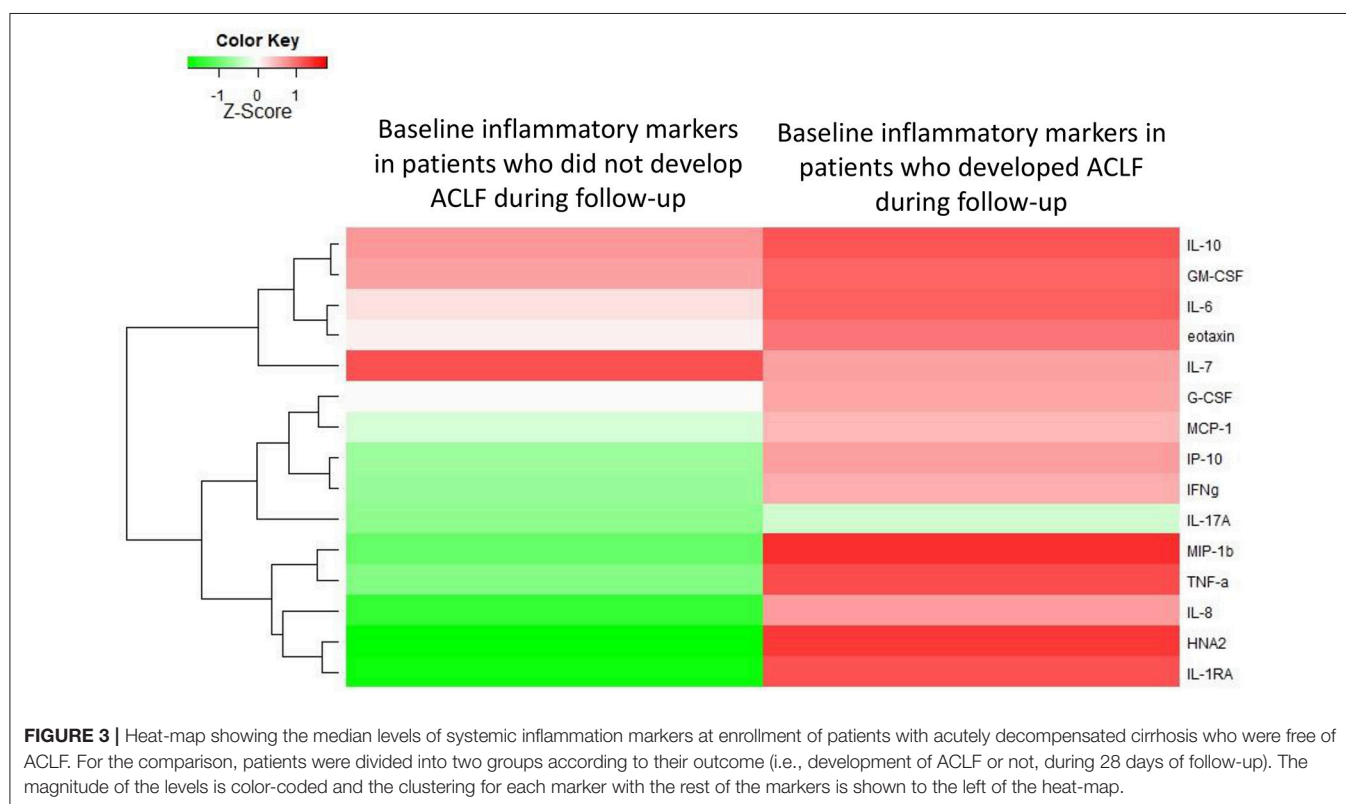 Color Key
-1 0 1
Z-Score
Baseline inflammatory markers
in patients who did not develop
ACLF during follow-up
Baseline inflammatory markers in
patients who developed ACLF
during follow-up
IL-10
GM-CSF
IL-6
eotaxin
IL-7
G-CSF
MCP-1
IP-10
IFNg
IL-17A
MIP-1b
TNF-a
IL-8
HNA2
IL-1RA
FIGURE 3 | Heat-map showing the median levels of systemic inflammation markers at enrollment of patients with acutely decompensated cirrhosis who were free of
ACLF. For the comparison, patients were divided into two groups according to their outcome (i.e., development of ACLF or not, during 28 days of follow-up). The
magnitude of the levels is color-coded and the clustering for each marker with the rest of the markers is shown to the left of the heat-map.